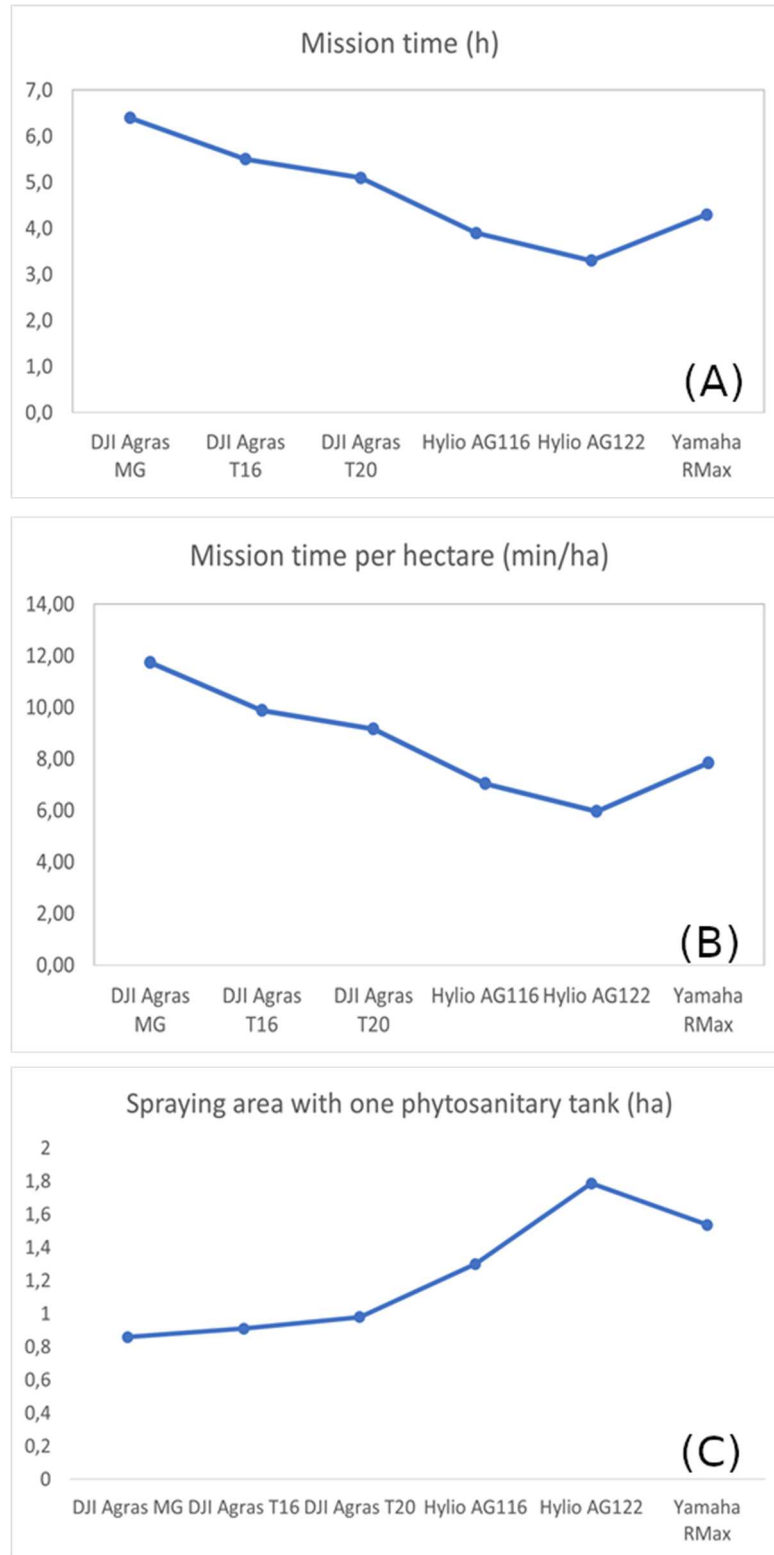 Mission time (h)
7,0
6,0
5,0
4,0
3,0
2,0
1,0
0,0
(A)
DJI Agras MG
DJI Agras T16
DJI Agras T20
Hylio AG116
Hylio AG122
Yamaha RMax
Mission time per hectare (min/ha)
14,00
12,00
10,00
8,00
6,00
4,00
2,00
0,00
(B)
DJI Agras MG
DJI Agras T16
DJI Agras T20
Hylio AG116
Hylio AG122
Yamaha RMax
Spraying area with one phytosanitary tank (ha)
2
1,8
1,6
1,4
1,2
1
0,8
0,6
0,4
0,2
0
(C)
DJI Agras MG
DJI Agras T16
DJI Agras T20
Hylio AG116
Hylio AG122
Yamaha RMax